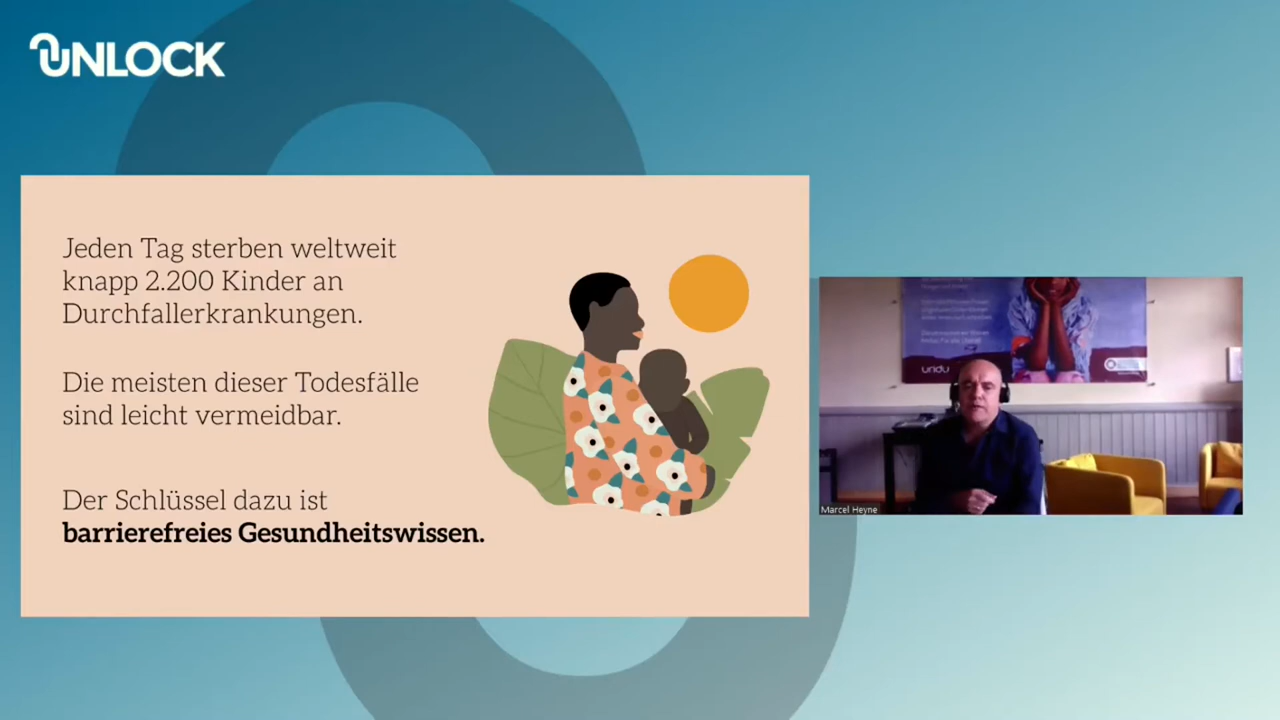 UNLOCK
Jeden Tag sterben weltweit
knapp 2.200 Kinder an
Durchfallerkrankungen.
Die meisten dieser Todesfälle
sind leicht vermeidbar.
Der Schlüssel dazu ist
barrierefreies Gesundheitswissen.
undu
Marcel Heyne